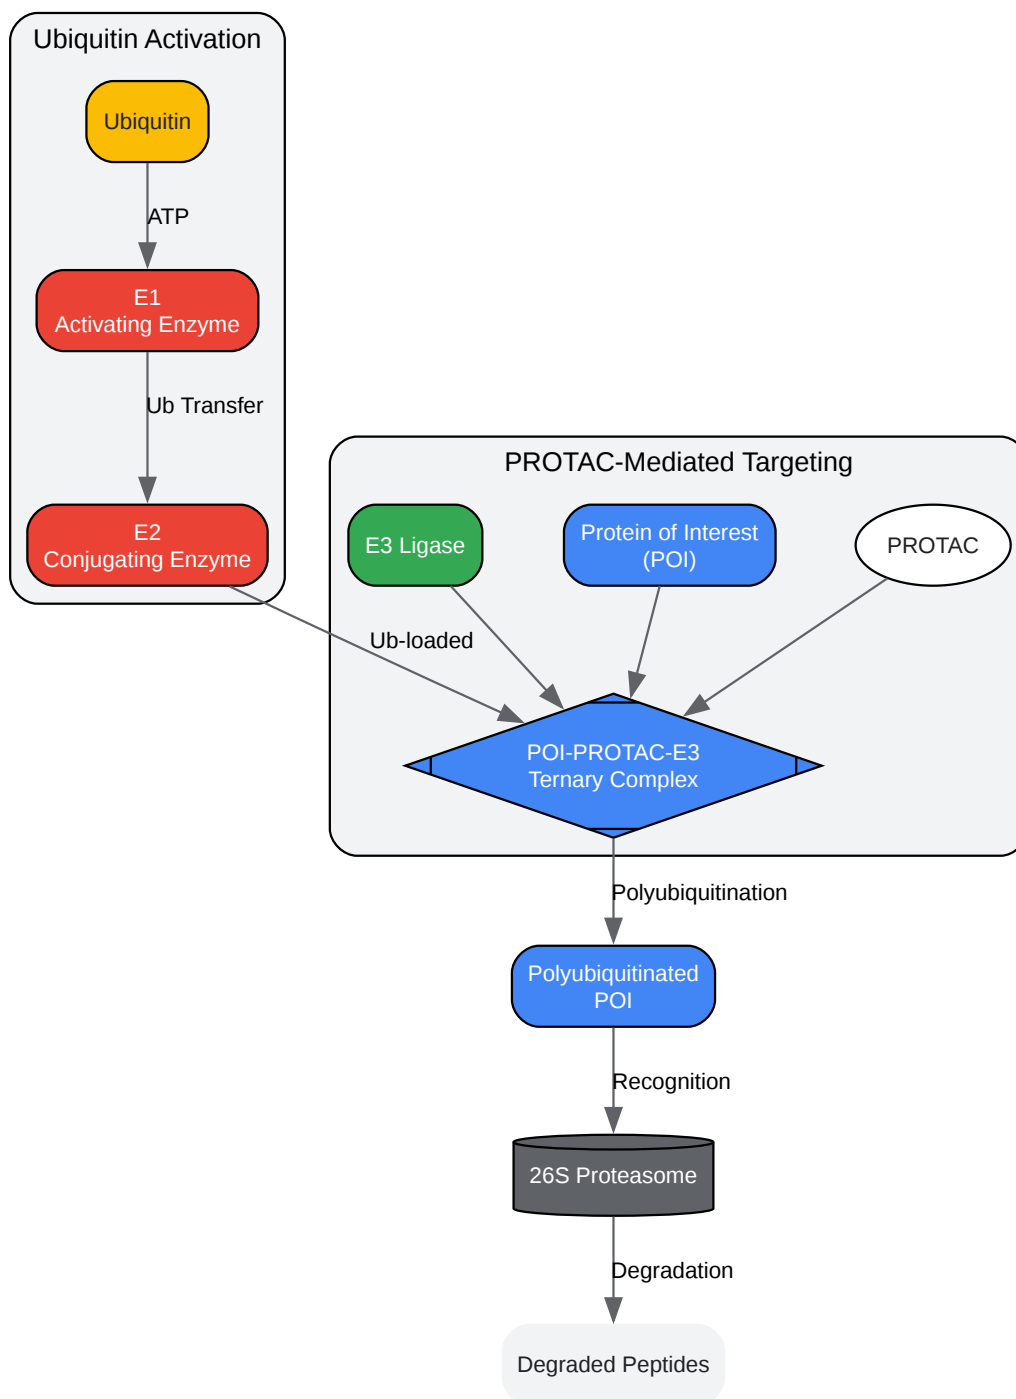 Ubiquitin Activation
Ubiquitin
ATP
E1
Activating Enzyme
Ub Transfer
E2
Conjugating Enzyme
PROTAC-Mediated Targeting
E3 Ligase
Protein of Interest
(POI)
PROTAC
Ub-loaded
POI-PROTAC-E3
Ternary Complex
Polyubiquitination
Polyubiquitinated
POI
Recognition
26S Proteasome
Degradation
Degraded Peptides